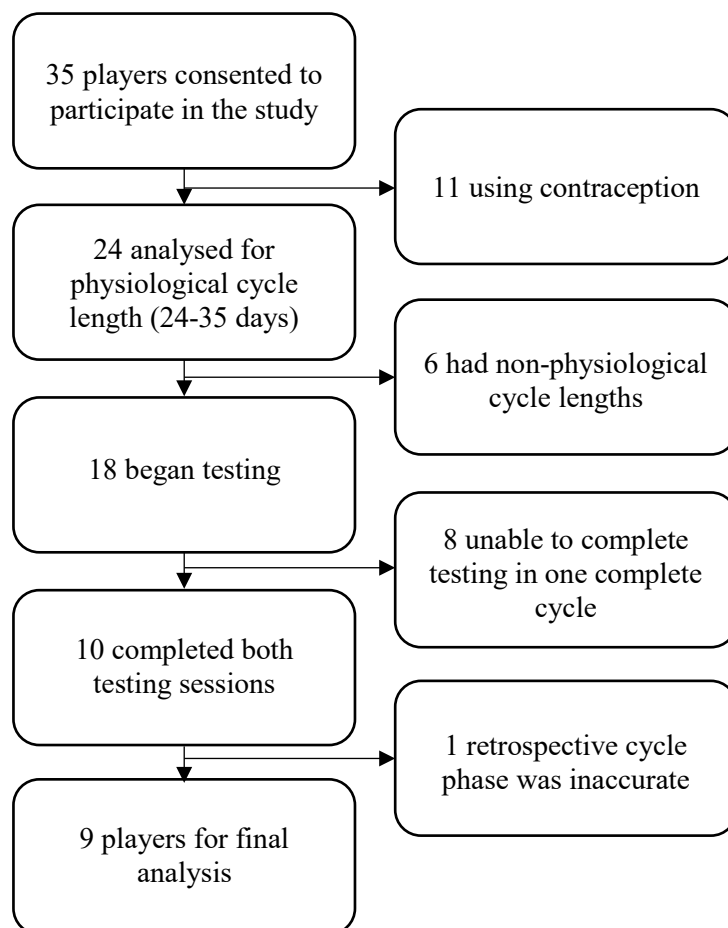 35 players consented to
participate in the study
11 using contraception
24 analysed for
physiological cycle
length (24-35 days)
6 had non-physiological
cycle lengths
18 began testing
8 unable to complete
testing in one complete
cycle
10 completed both
testing sessions
1 retrospective cycle
phase was inaccurate
9 players for final
analysis